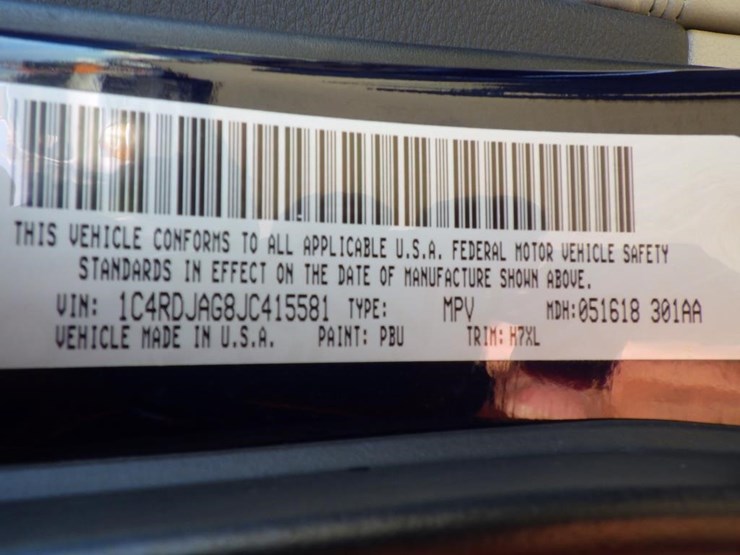 THIS VEHICLE CONFORMS TO ALL APPLICABLE U.S.A. FEDERAL MOTOR VEHICLE SAFETY
STANDARDS IN EFFECT ON THE DATE OF MANUFACTURE SHOWN ABOVE.
VIN: 1C4RDJAG8JC415581 TYPE: MPV MDH:051618 301AA
VEHICLE MADE IN U.S.A. PAINT: PBU TRIM: H7XL